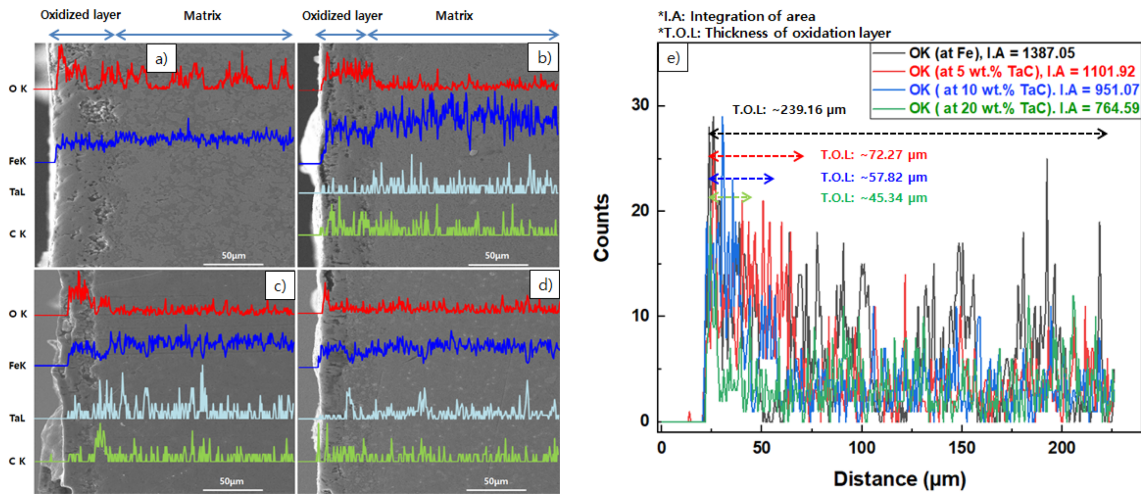 Oxidized layer Matrix Oxidized layer Matrix
a)
b)
O K
FeK
TaL
C K
50μm
50μm
c)
d)
O K
FeK
TaL
C K
50μm
50μm
*I.A: Integration of area
*T.O.L: Thickness of oxidation layer
e)
OK (at Fe), I.A = 1387.05
OK (at 5 wt.% TaC), I.A = 1101.92
OK ( at 10 wt.% TaC). I.A = 951.07
OK ( at 20 wt.% TaC) I.A = 764.59
T.O.L: ~239.16 μm
T.O.L: ~72.27 μm
T.O.L: ~57.82 μm
T.O.L: ~45.34 μm
Counts
30
20
10
0
0 50 100 150 200
Distance (μm)